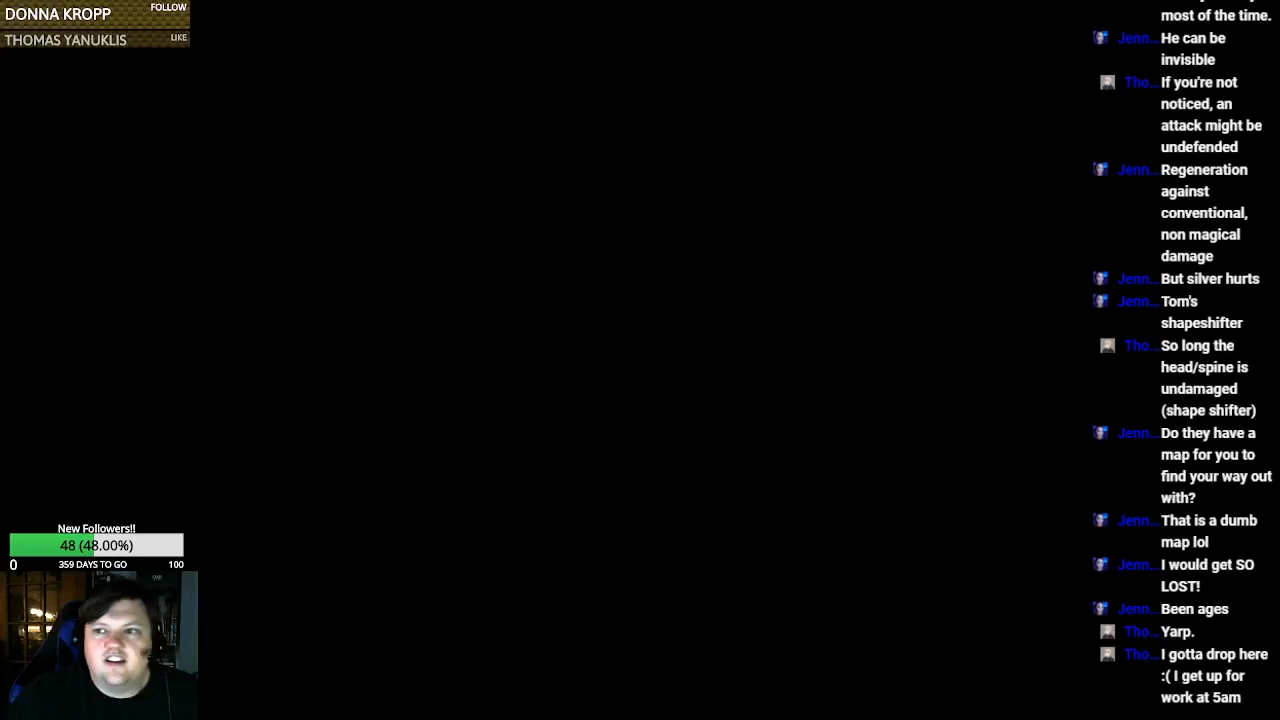 DONNA KROPP FOLLOW
THOMAS YANUKLIS LIKE
most of the time.
Jenn... He can be
invisible
Tho... If you're not
noticed, an
attack might be
undefended
Jenn... Regeneration
against
conventional,
non magical
damage
Jenn... But silver hurts
Jenn... Tom's
shapeshifter
Tho... So long the
head/spine is
undamaged
(shape shifter)
Jenn... Do they have a
map for you to
find your way out
with?
Jenn... That is a dumb
map lol
Jenn... I would get SO
LOST!
Jenn... Been ages
Tho... Yarp.
Tho... I gotta drop here
:( I get up for
work at 5am
New Followers!!
48 (48.00%)
0 359 DAYS TO GO 100